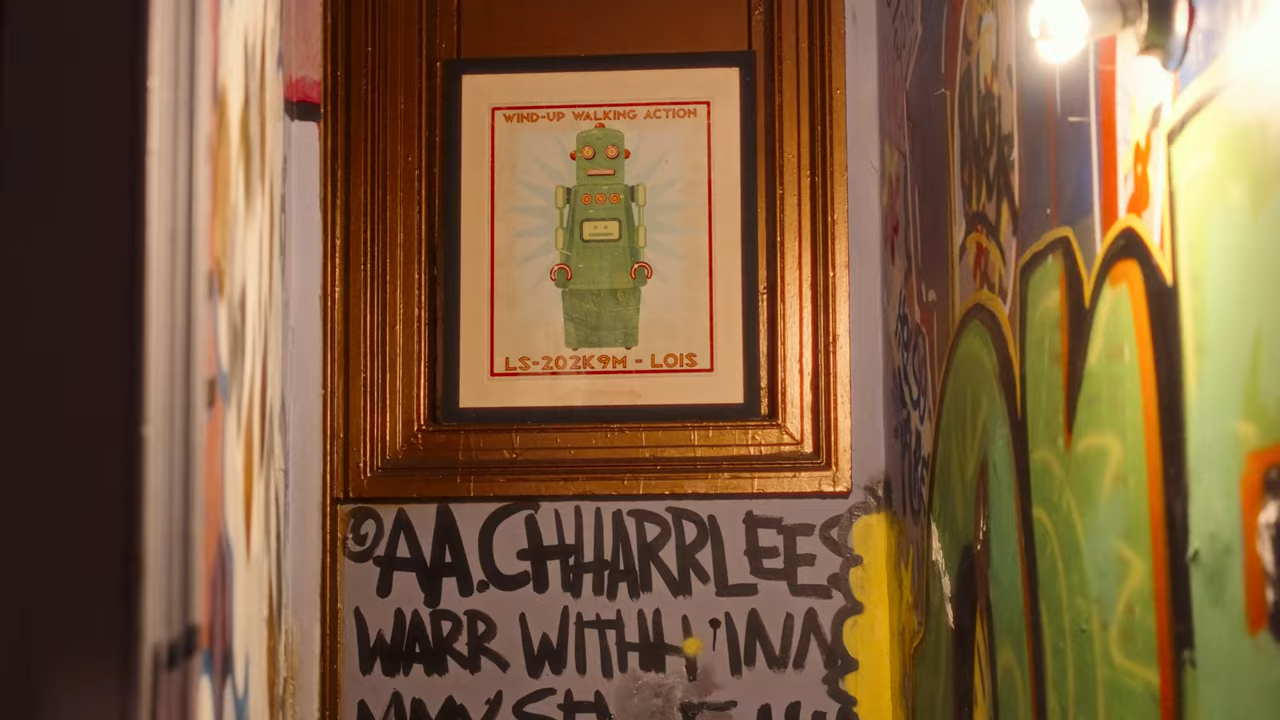 WIND-UP WALKING ACTION
LS-202K9M - LOIS
@AA.CHHARRLEES
WARR WITHH INN